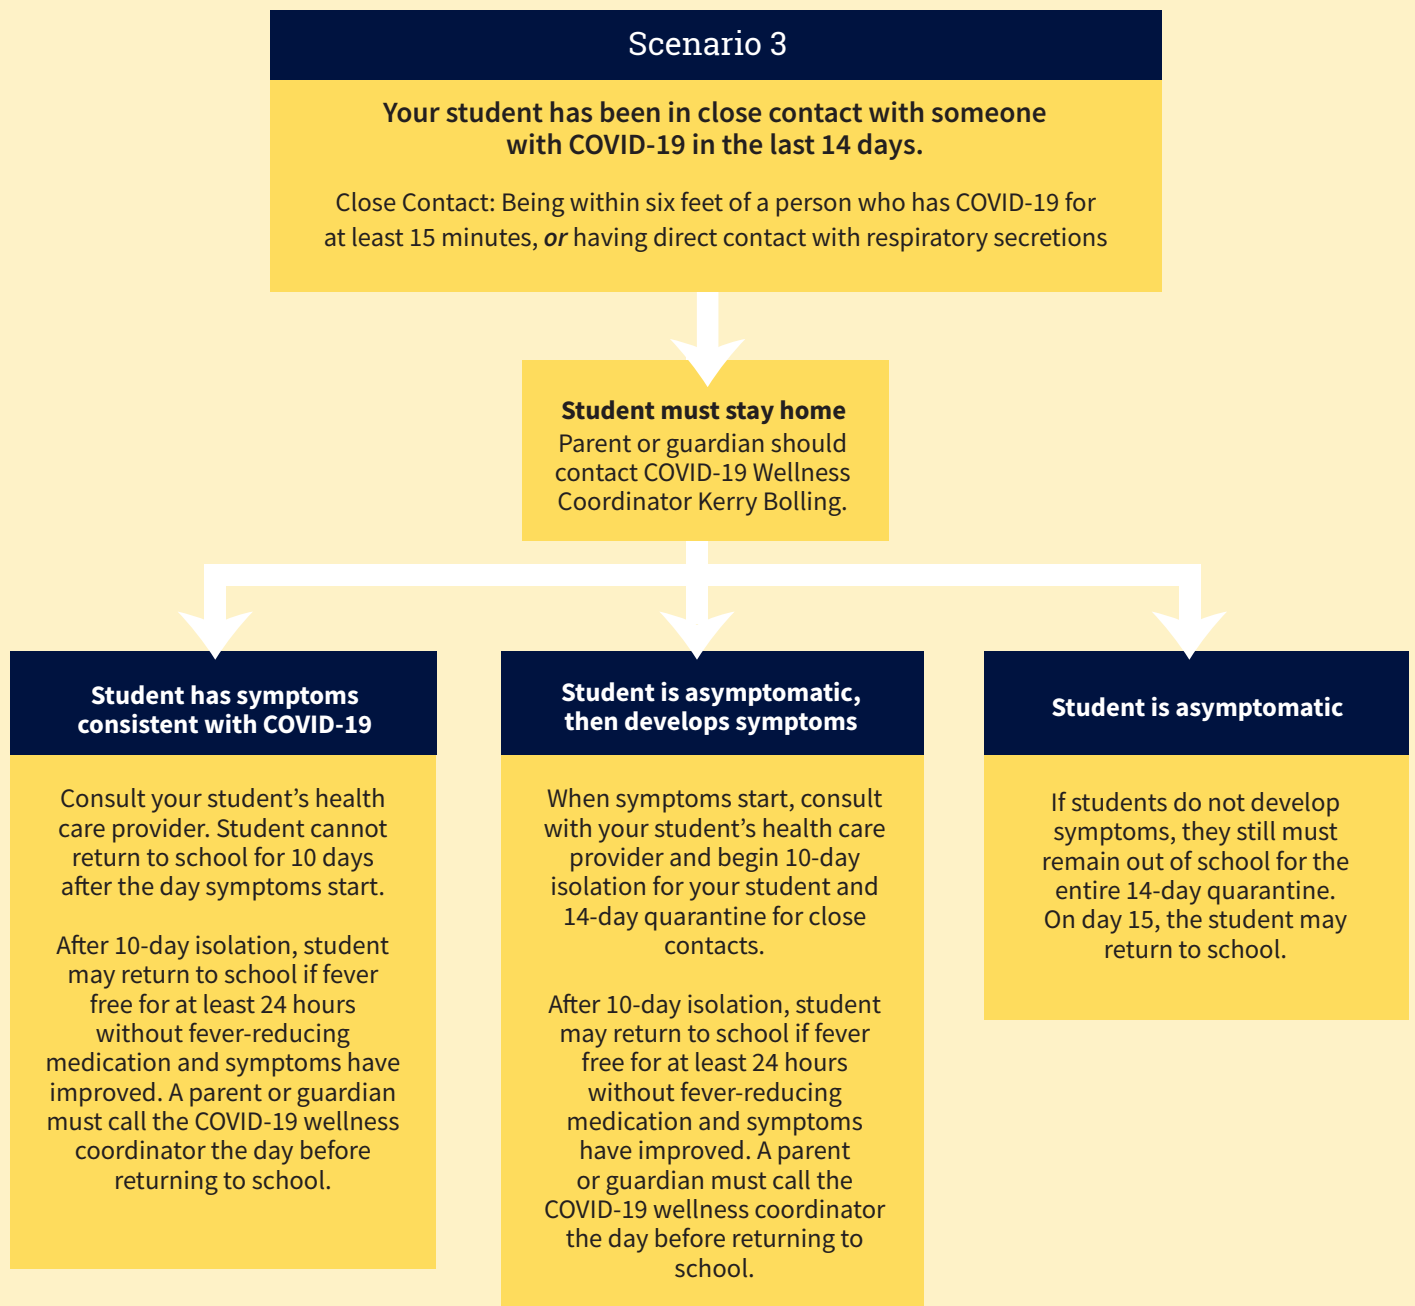 Scenario 3
Your student has been in close contact with someone
with COVID-19 in the last 14 days.
Close Contact: Being within six feet of a person who has COVID-19 for
at least 15 minutes, or having direct contact with respiratory secretions
Student must stay home
Parent or guardian should
contact COVID-19 Wellness
Coordinator Kerry Bolling.
Student has symptoms
consistent with COVID-19
Consult your student’s health
care provider. Student cannot
return to school for 10 days
after the day symptoms start.
After 10-day isolation, student
may return to school if fever
free for at least 24 hours
without fever-reducing
medication and symptoms have
improved. A parent or guardian
must call the COVID-19 wellness
coordinator the day before
returning to school.
Student is asymptomatic,
then develops symptoms
When symptoms start, consult
with your student’s health care
provider and begin 10-day
isolation for your student and
14-day quarantine for close
contacts.
After 10-day isolation, student
may return to school if fever
free for at least 24 hours
without fever-reducing
medication and symptoms
have improved. A parent
or guardian must call the
COVID-19 wellness coordinator
the day before returning to
school.
Student is asymptomatic
If students do not develop
symptoms, they still must
remain out of school for the
entire 14-day quarantine.
On day 15, the student may
return to school.